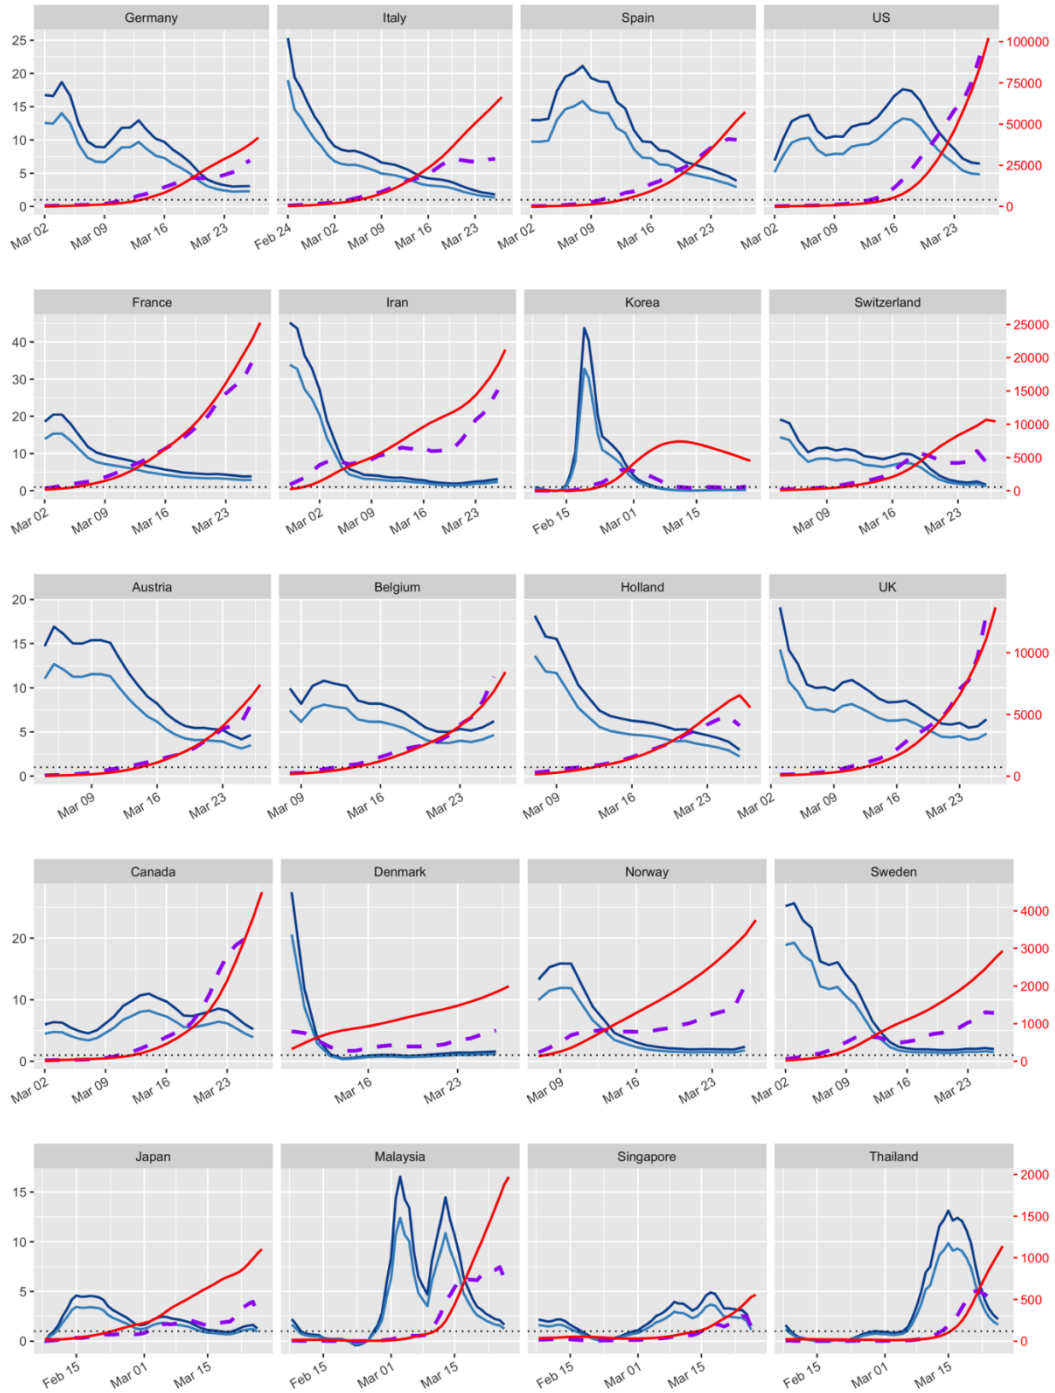 Germany Italy Spain US
25 100000
20 75000
15 50000
10 25000
5
0 0
Mar 02 Mar 09 Mar 16 Mar 23 Feb 24 Mar 02 Mar 09 Mar 16 Mar 23 Mar 02 Mar 09 Mar 16 Mar 23 Mar 02 Mar 09 Mar 16 Mar 23
France Iran Korea Switzerland
40 25000
30 20000
20 15000
10 10000
0 5000
0
Mar 02 Mar 09 Mar 16 Mar 23 Mar 02 Mar 09 Mar 16 Mar 23 Feb 15 Mar 01 Mar 15 Mar 09 Mar 16 Mar 23
Austria Belgium Holland UK
20
15 10000
10 5000
5
0 0
Mar 09 Mar 16 Mar 23 Mar 09 Mar 16 Mar 23 Mar 09 Mar 16 Mar 23 Mar 02 Mar 09 Mar 16 Mar 23
Canada Denmark Norway Sweden
20 4000
10 3000
0 2000
1000
0
Mar 02 Mar 09 Mar 16 Mar 23 Mar 16 Mar 23 Mar 09 Mar 16 Mar 23 Mar 02 Mar 09 Mar 16 Mar 23
Japan Malaysia Singapore Thailand
15 2000
10 1500
5 1000
0 500
0
Feb 15 Mar 01 Mar 15 Feb 15 Mar 01 Mar 15 Feb 15 Mar 01 Mar 15 Feb 15 Mar 01 Mar 15